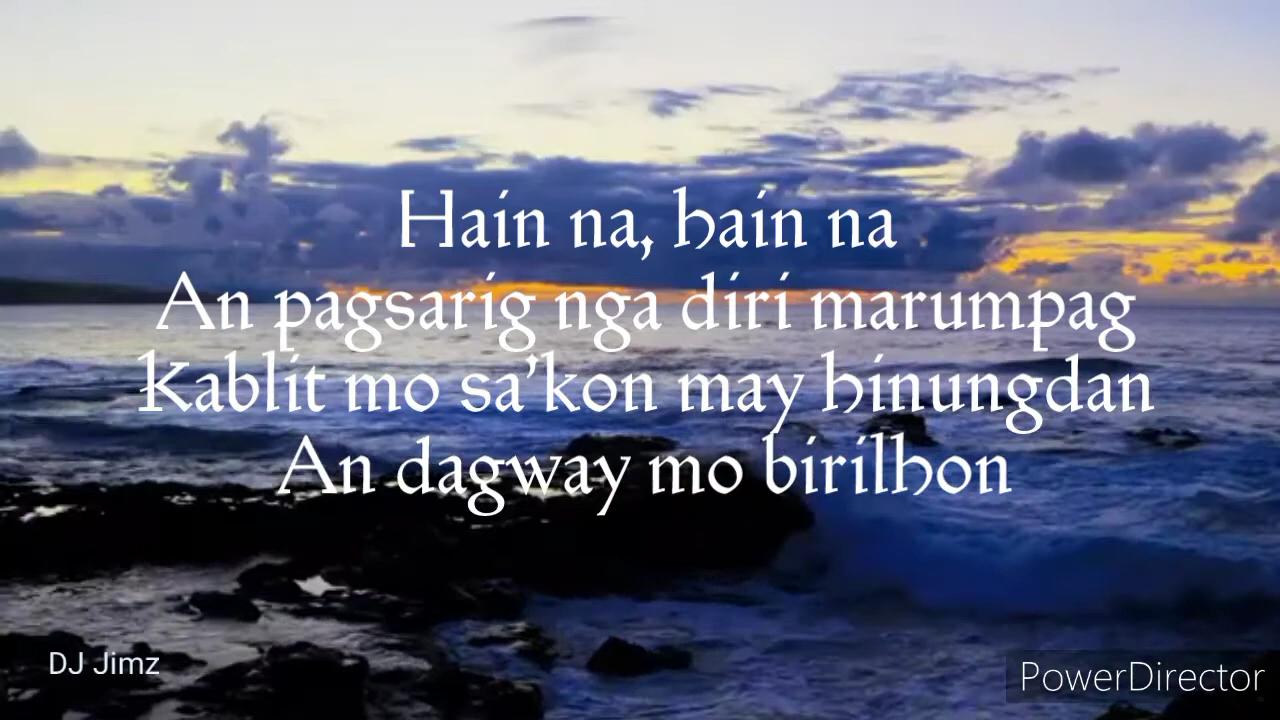 Hain na, hain na
An pagsarig nga diri marumpag
Kablit mo sa'kon may hinungdan
An dagway mo birilhon
DJ Jimz
PowerDirector